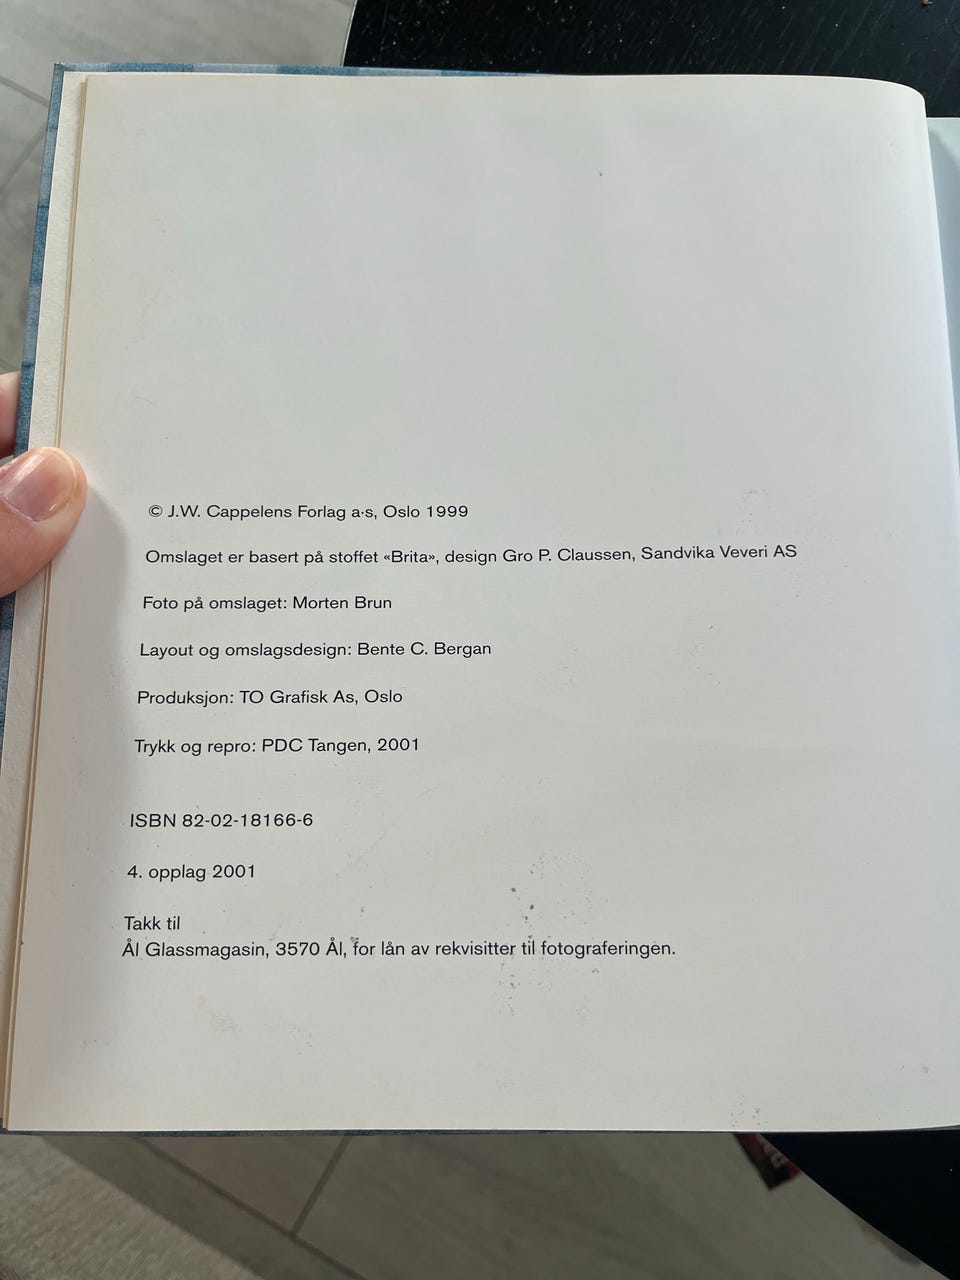 © J.W. Cappelens Forlag a·s, Oslo 1999
Omslaget er basert på stoffet «Brita», design Gro P. Claussen, Sandvika Veveri AS
Foto på omslaget: Morten Brun
Layout og omslagsdesign: Bente C. Bergan
Produksjon: TO Grafisk As, Oslo
Trykk og repro: PDC Tangen, 2001
ISBN 82-02-18166-6
4. opplag 2001
Takk til
Ål Glassmagasin, 3570 Ål, for lån av rekvisitter til fotograferingen.